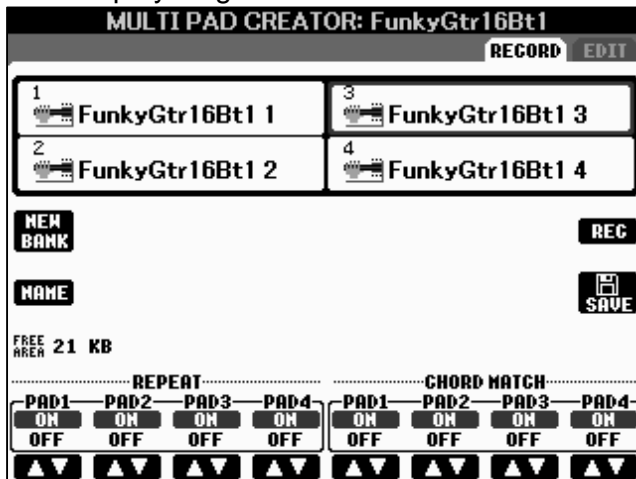 MULTI PAD CREATOR: FunkyGtr16Bt1
RECORD EDIT
1 3
FunkyGtr16Bt1 1 FunkyGtr16Bt1 3
2 4
FunkyGtr16Bt1 2 FunkyGtr16Bt1 4
NEW
BANK
REC
NAME
SAVE
FREE
AREA 21 KB
REPEAT CHORD MATCH
PAD1 PAD2 PAD3 PAD4 PAD1 PAD2 PAD3 PAD4
ON ON ON ON ON ON ON ON
OFF OFF OFF OFF OFF OFF OFF OFF